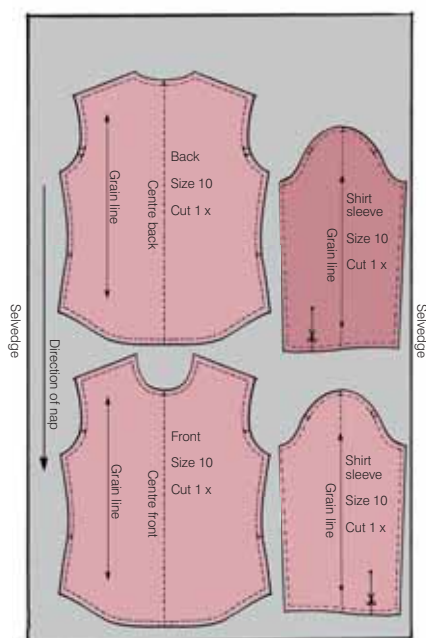 Selvedge
Direction of nap
Grain line
Centre back
Back
Size 10
Cut 1 x
Grain line
Shirt
sleeve
Size 10
Cut 1 x
Grain line
Centre front
Front
Size 10
Cut 1 x
Grain line
Shirt
sleeve
Size 10
Cut 1 x
Selvedge